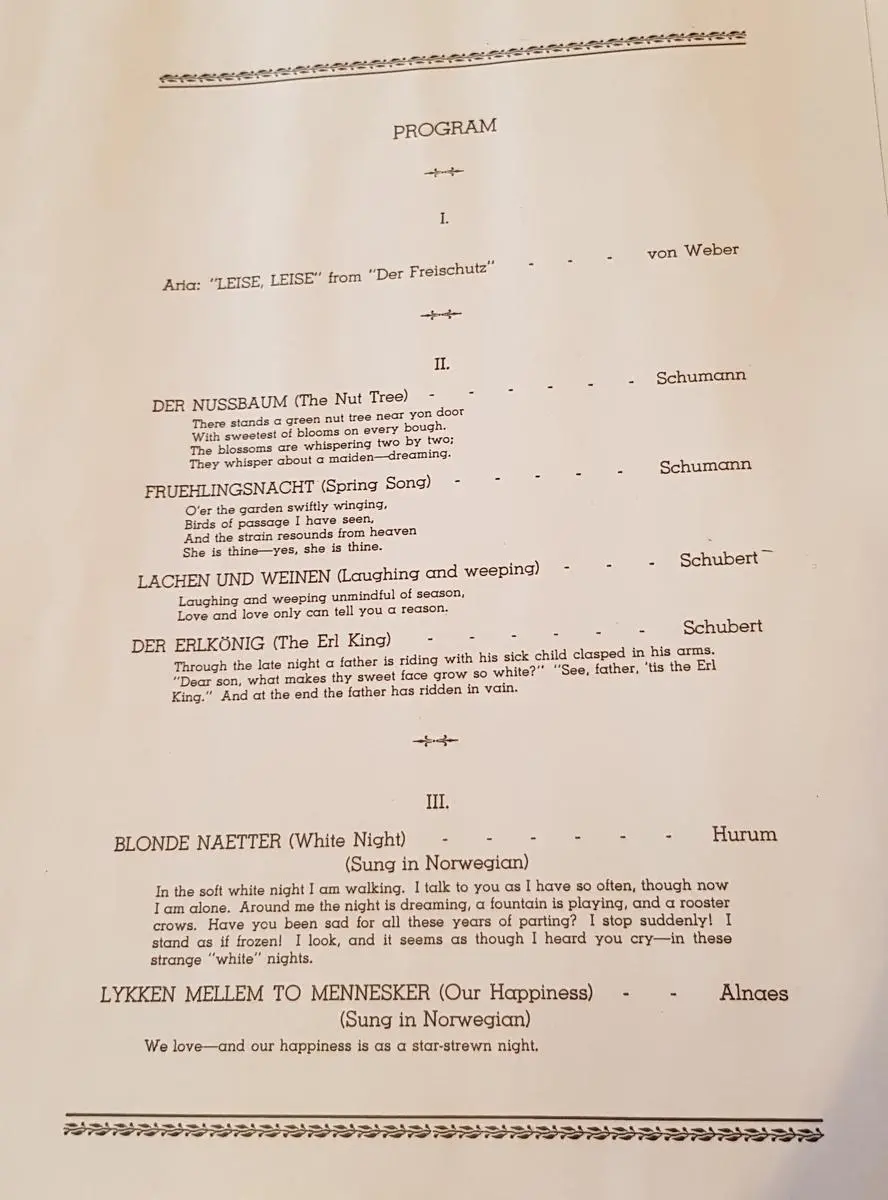 PROGRAM
I.
Aria: "LEISE, LEISE" from "Der Freischutz" - - - von Weber
II.
DER NUSSBAUM (The Nut Tree) - - - - - - Schumann
There stands a green nut tree near yon door
With sweetest of blooms on every bough.
The blossoms are whispering two by two;
They whisper about a maiden—dreaming.
FRUEHLINGSNACHT (Spring Song) - - - - - Schumann
O'er the garden swiftly winging,
Birds of passage I have seen,
And the strain resounds from heaven
She is thine—yes, she is thine.
LACHEN UND WEINEN (Laughing and weeping) - - - Schubert
Laughing and weeping unmindful of season,
Love and love only can tell you a reason.
DER ERLKÖNIG (The Erl King) - - - - - - Schubert
Through the late night a father is riding with his sick child clasped in his arms.
"Dear son, what makes thy sweet face grow so white?" "See, father, 'tis the Erl
King." And at the end the father has ridden in vain.
III.
BLONDE NAETTER (White Night) - - - - - - Hurum
(Sung in Norwegian)
In the soft white night I am walking. I talk to you as I have so often, though now
I am alone. Around me the night is dreaming, a fountain is playing, and a rooster
crows. Have you been sad for all these years of parting? I stop suddenly! I
stand as if frozen! I look, and it seems as though I heard you cry—in these
strange "white" nights.
LYKKEN MELLEM TO MENNESKER (Our Happiness) - - Alnaes
(Sung in Norwegian)
We love—and our happiness is as a star-strewn night.